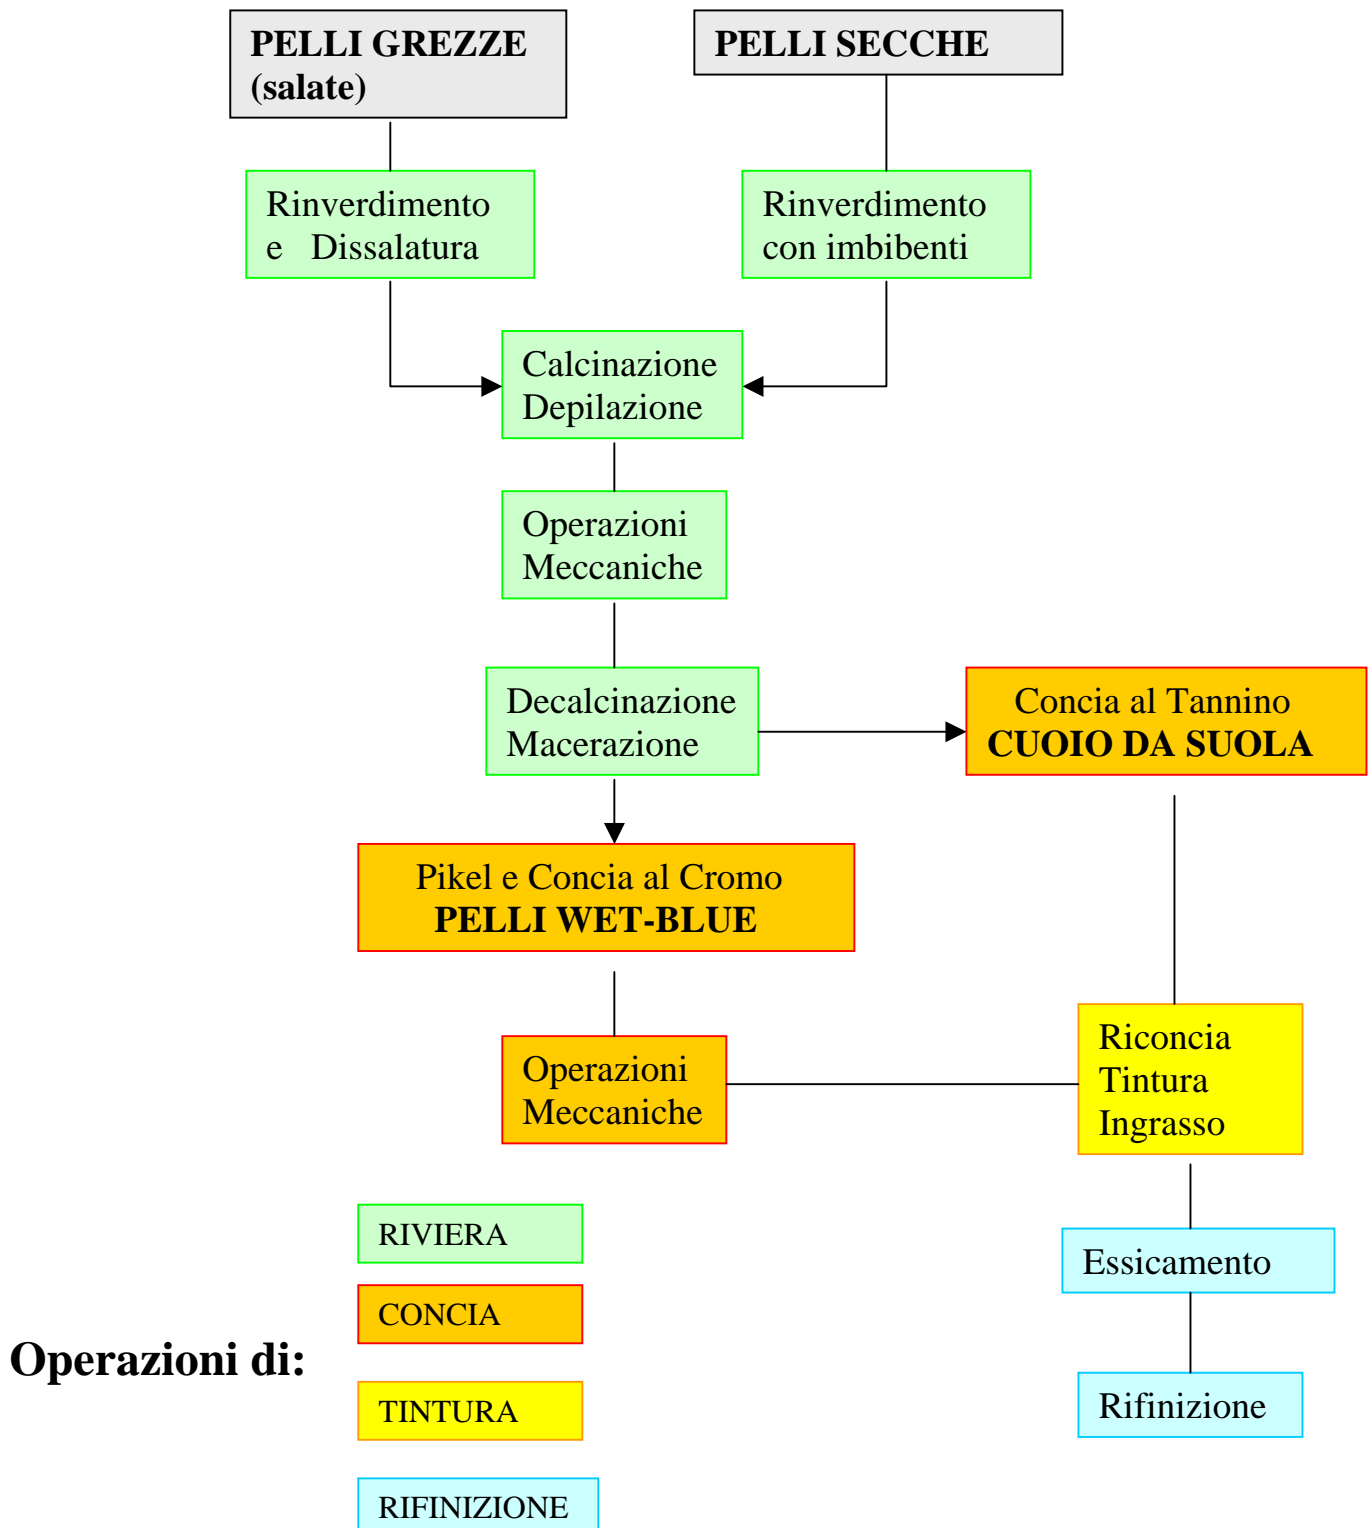 PELLI GREZZE
(salate)
PELLI SECCHE
Rinverdimento
e Dissalatura
Rinverdimento
con imbibenti
Calcinazione
Depilazione
Operazioni
Meccaniche
Decalcinazione
Macerazione
Concia al Tannino
CUOIO DA SUOLA
Pikel e Concia al Cromo
PELLI WET-BLUE
Operazioni
Meccaniche
Riconcia
Tintura
Ingrasso
Essicamento
Rifinizione
Operazioni di:
RIVIERA
CONCIA
TINTURA
RIFINIZIONE